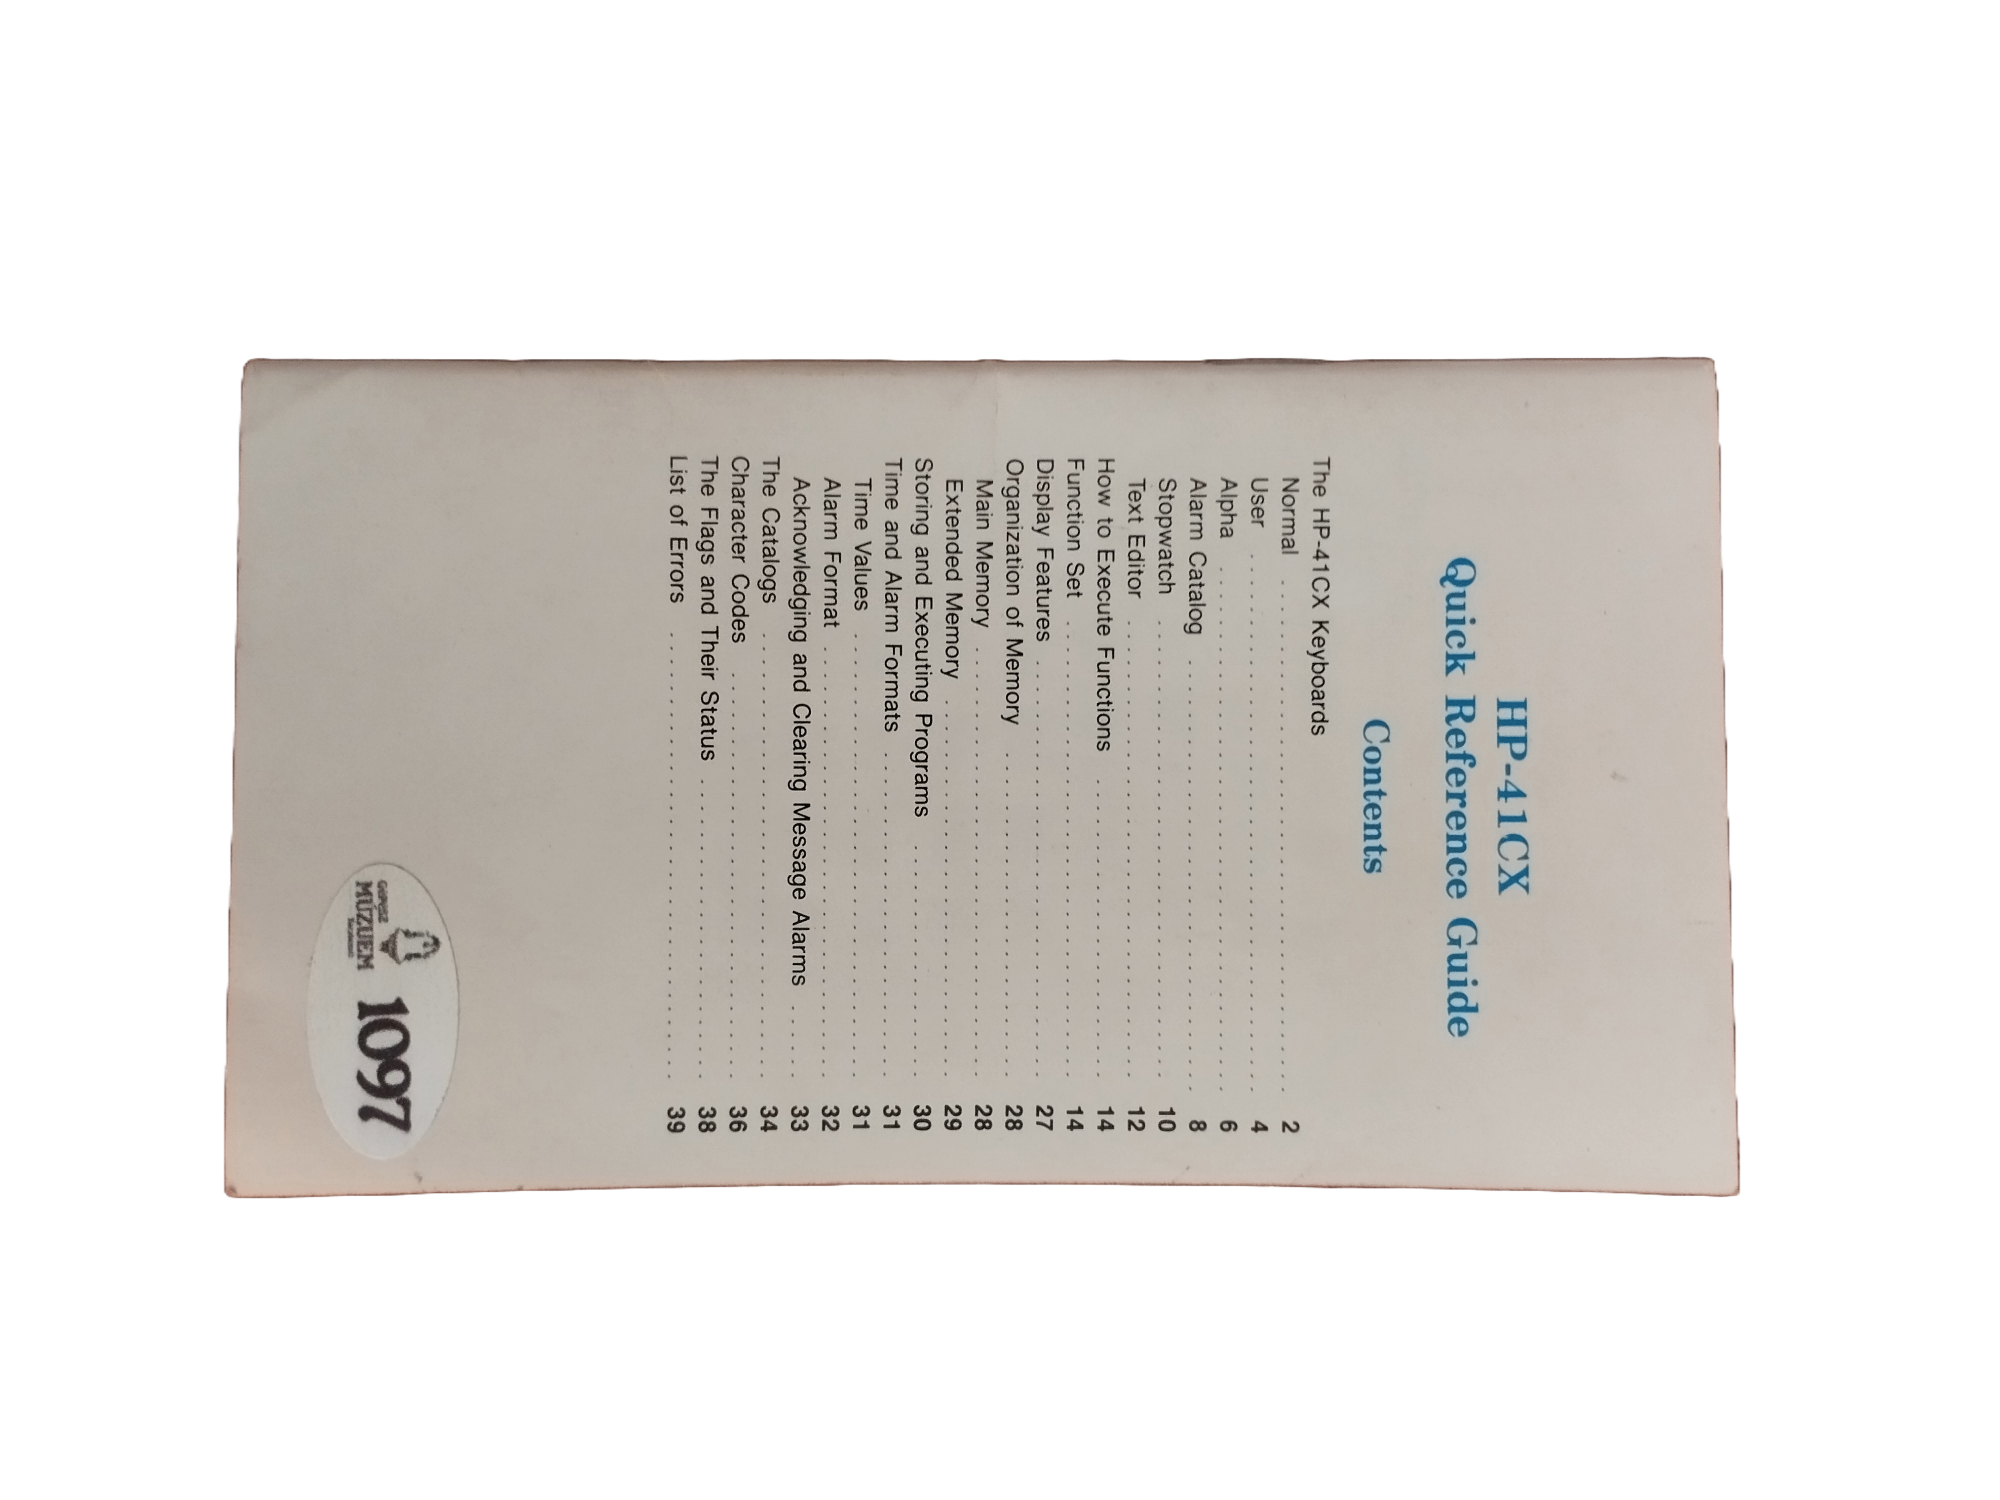 HP-41CX
Quick Reference Guide
Contents
The HP-41CX Keyboards
Normal . . . . . . . . . . . . . . . . . . . . 2
User . . . . . . . . . . . . . . . . . . . . 4
Alpha . . . . . . . . . . . . . . . . . . . . 6
Alarm Catalog . . . . . . . . . . . . . . . . . . . . 8
Stopwatch . . . . . . . . . . . . . . . . . . . . 10
Text Editor . . . . . . . . . . . . . . . . . . . . 12
How to Execute Functions . . . . . . . . . . . . . . . . . . . . 14
Function Set . . . . . . . . . . . . . . . . . . . . 14
Display Features . . . . . . . . . . . . . . . . . . . . 27
Organization of Memory . . . . . . . . . . . . . . . . . . . . 28
Main Memory . . . . . . . . . . . . . . . . . . . . 28
Extended Memory . . . . . . . . . . . . . . . . . . . . 29
Storing and Executing Programs . . . . . . . . . . . . . . . . 30
Time and Alarm Formats . . . . . . . . . . . . . . . . . . . . 31
Time Values . . . . . . . . . . . . . . . . . . . . 31
Alarm Format . . . . . . . . . . . . . . . . . . . . 32
Acknowledging and Clearing Message Alarms . . . . . . 33
The Catalogs . . . . . . . . . . . . . . . . . . . . 34
Character Codes . . . . . . . . . . . . . . . . . . . . 36
The Flags and Their Status . . . . . . . . . . . . . . . . . . . . 38
List of Errors . . . . . . . . . . . . . . . . . . . . 39
MÚZUEM
1097